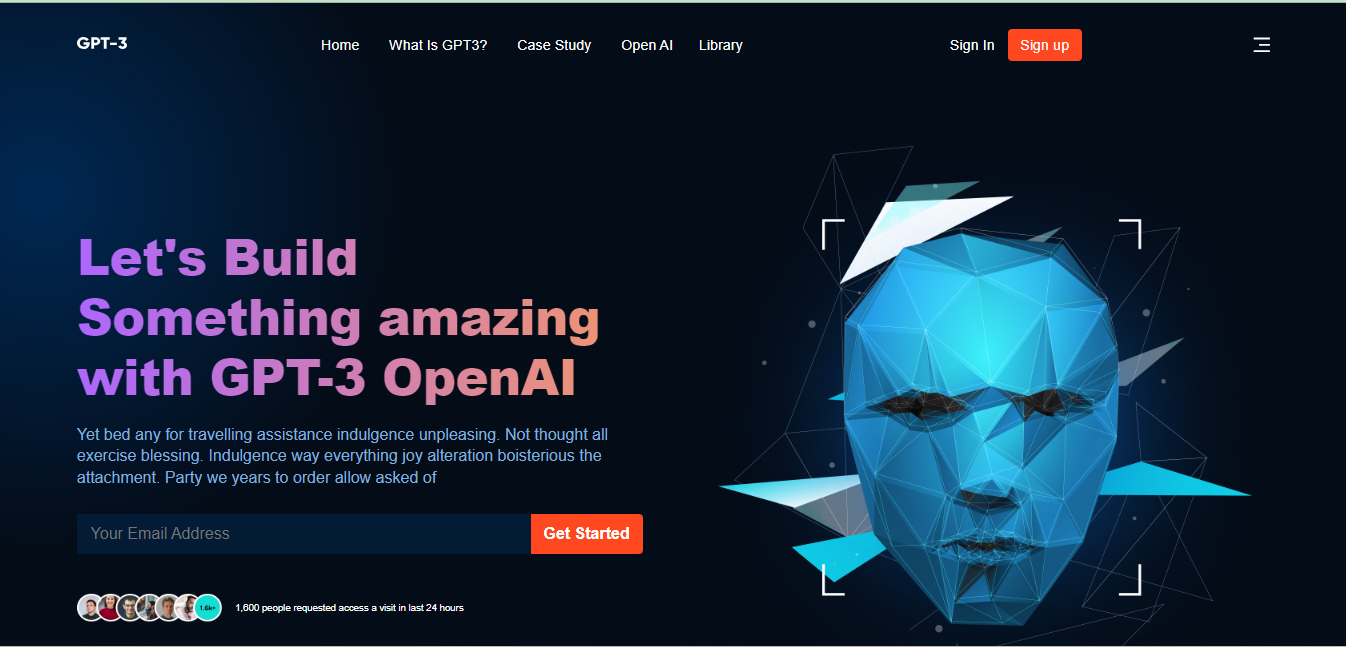 GPT-3
Home What Is GPT3? Case Study Open AI Library Sign In Sign up
Let's Build
Something amazing
with GPT-3 OpenAI
Yet bed any for travelling assistance indulgence unpleasing. Not thought all
exercise blessing. Indulgence way everything joy alteration boisterious the
attachment. Party we years to order allow asked of
Your Email Address Get Started
1.6k+ 1,600 people requested access a visit in last 24 hours